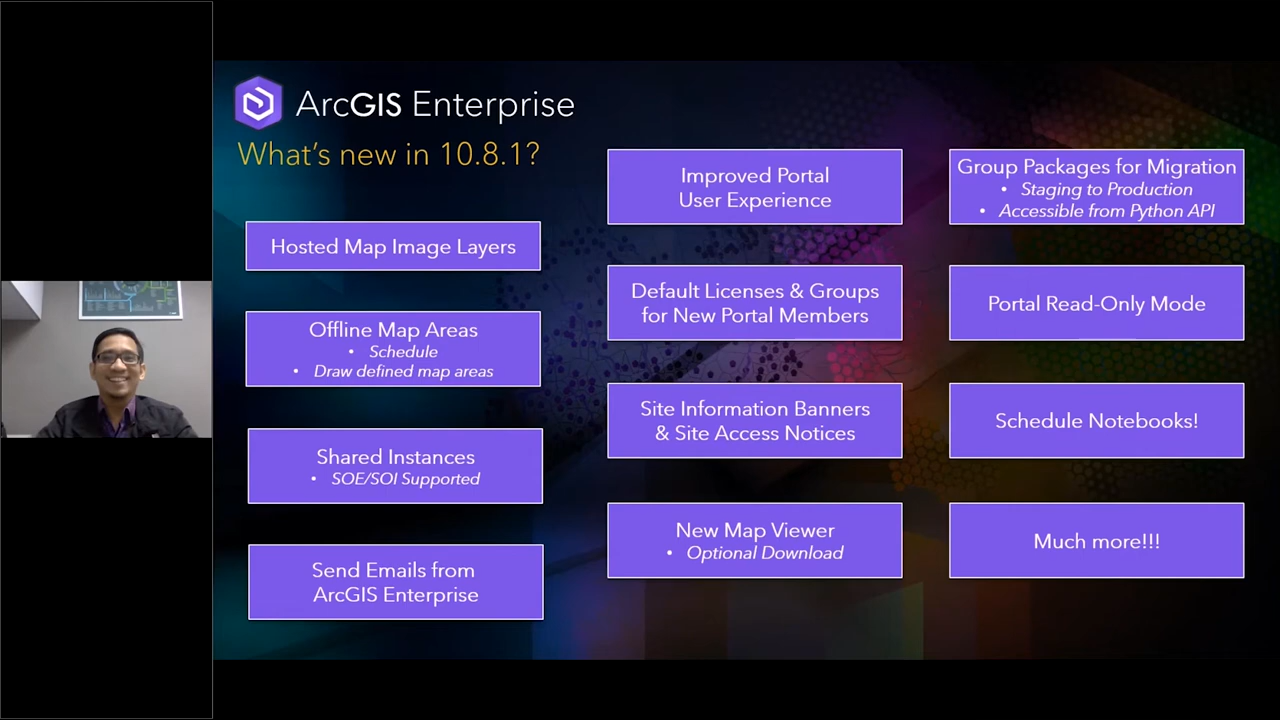 ArcGIS Enterprise
What's new in 10.8.1?
Hosted Map Image Layers
Offline Map Areas
• Schedule
• Draw defined map areas
Shared Instances
• SOE/SOI Supported
Send Emails from
ArcGIS Enterprise
Improved Portal
User Experience
Default Licenses & Groups
for New Portal Members
Site Information Banners
& Site Access Notices
New Map Viewer
• Optional Download
Group Packages for Migration
• Staging to Production
• Accessible from Python API
Portal Read-Only Mode
Schedule Notebooks!
Much more!!!